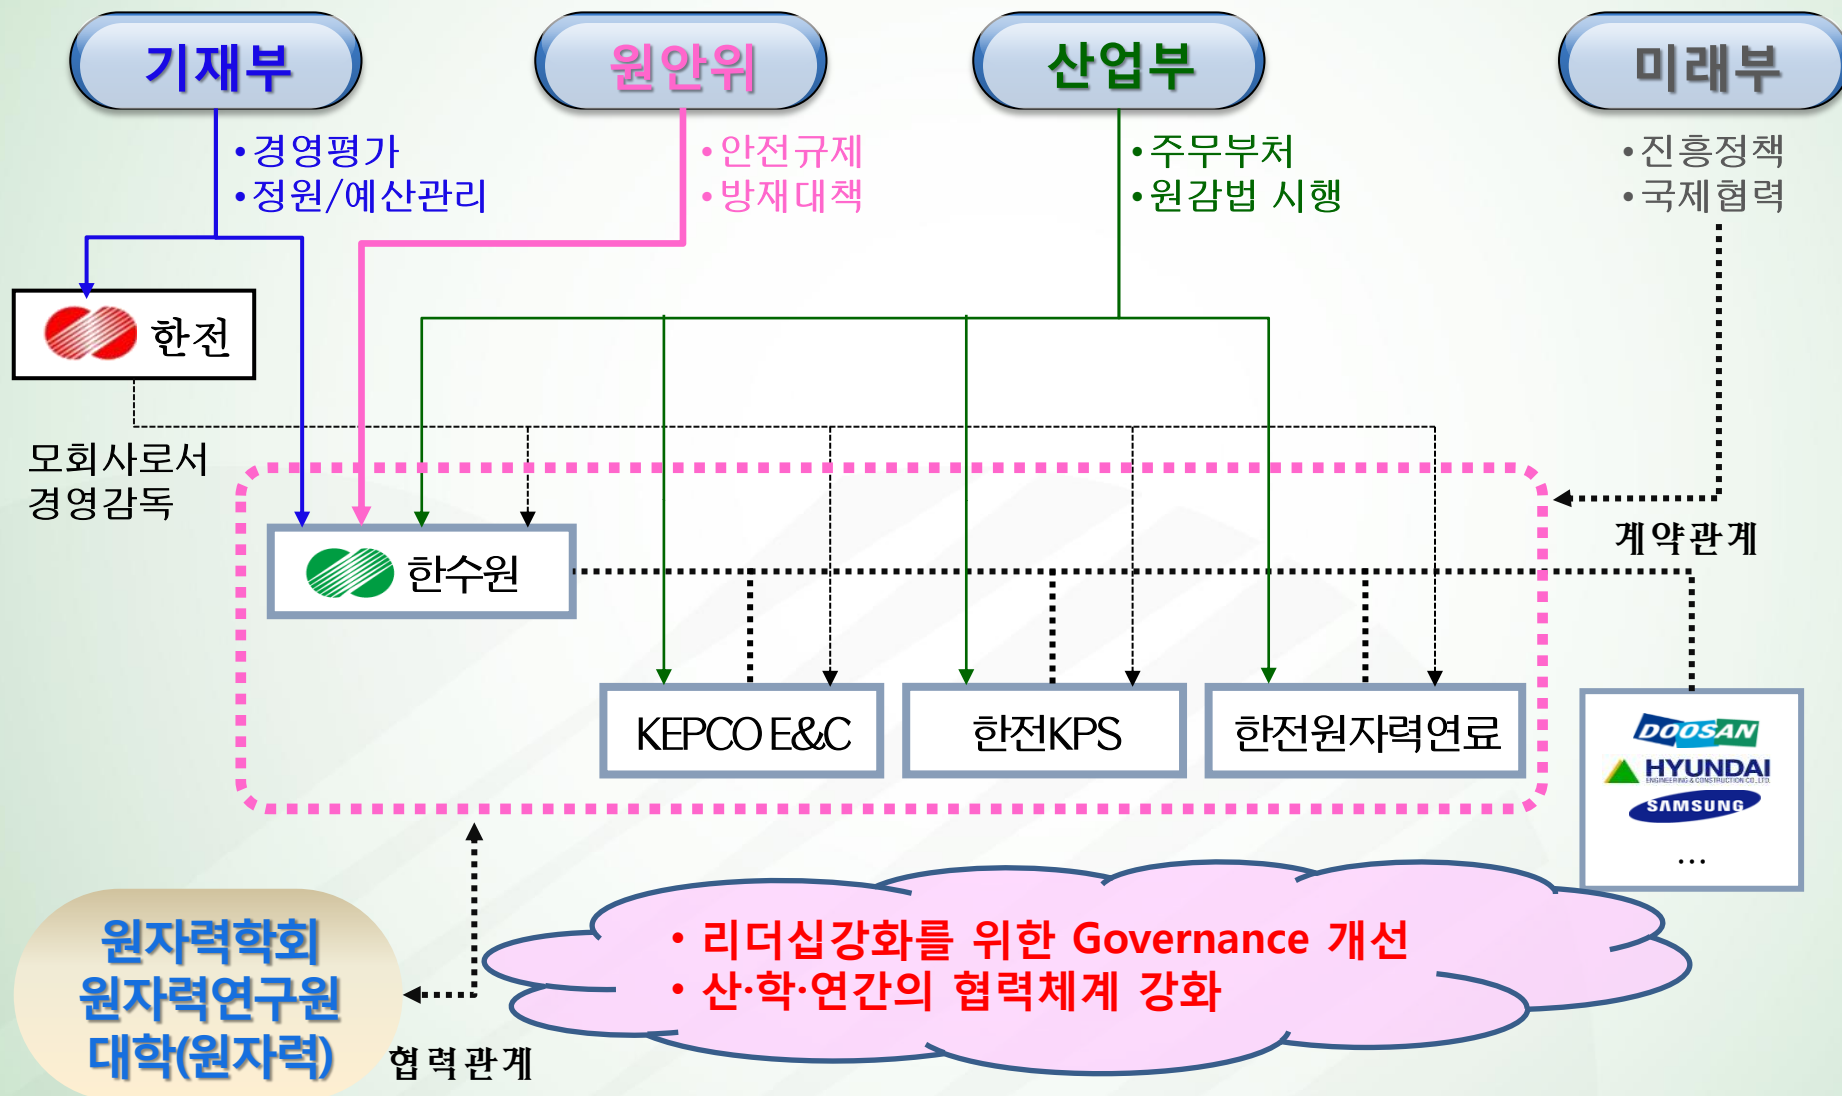 기재부
원안위
산업부
미래부
•경영평가
•정원/예산관리
•안전규제
•방재대책
•주무부처
•원감법 시행
•진흥정책
•국제협력
한전
모회사로서
경영감독
계약관계
한수원
KEPCO E&C
한전KPS
한전원자력연료
DOOSAN
HYUNDAI
ENGINEERING & CONSTRUCTION CO., LTD.
SAMSUNG
...
• 리더십강화를 위한 Governance 개선
• 산·학·연간의 협력체계 강화
원자력학회
원자력연구원
대학(원자력)
협력관계